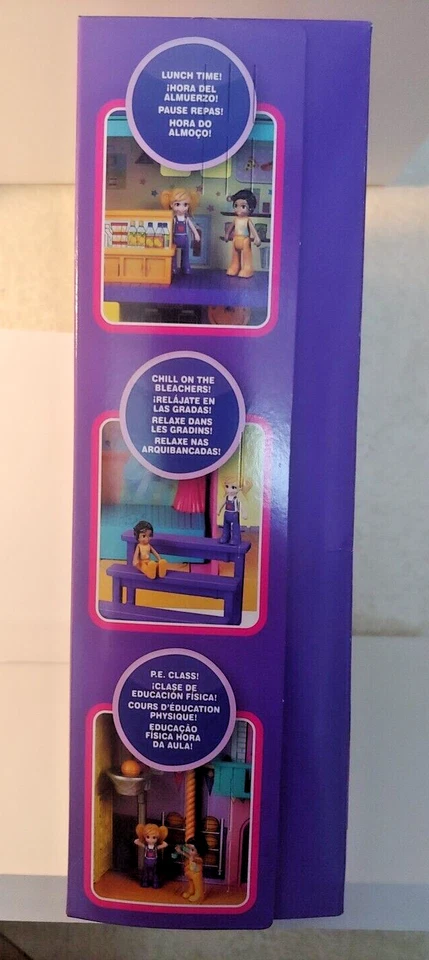 LUNCH TIME!
¡HORA DEL
ALMUERZO!
PAUSE REPAS!
HORA DO
ALMOÇO!
CHILL ON THE
BLEACHERS!
¡RELÁJATE EN
LAS GRADAS!
RELAXE DANS
LES GRADINS!
RELAXE NAS
ARQUIBANCADAS!
P.E. CLASS!
¡CLASE DE
EDUCACIÓN FÍSICA!
COURS D'ÉDUCATION
PHYSIQUE!
EDUCAÇÃO
FÍSICA HORA
DA AULA!